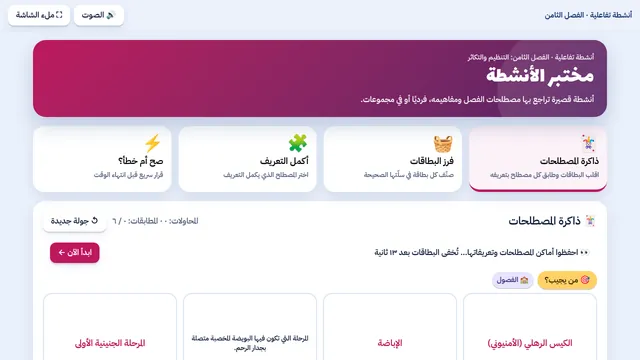 أنشطة تفاعلية - الفصل الثامن
🔊 الصوت
⛶ ملء الشاشة
أنشطة تفاعلية - الفصل الثامن: التنظيم والتكاثر
مختبر الأنشطة
أنشطة قصيرة تراجع بها مصطلحات الفصل ومفاهيمه، فرديًا أو في مجموعات.
🃏
ذاكرة المصطلحات
اقلب البطاقات وطابق كل مصطلح بتعريفه
🧺
فرز البطاقات
صنّف كل بطاقة في سلّتها الصحيحة
🧩
أكمل التعريف
اختر المصطلح الذي يكمل التعريف
⚡
صح أم خطأ؟
قرار سريع قبل انتهاء الوقت
🃏 ذاكرة المصطلحات
المحاولات: ٠ · المطابقات: ٠ / ٦
↺ جولة جديدة
👀 احفظوا أماكن المصطلحات وتعريفاتها... تُخفى البطاقات بعد ١٣ ثانية
ابدأ الآن ←
🎯 من يجيب؟
🏫 الفصول
الكيس الرهلي (الأمنيوني)
الإباضة
المرحلة التي تكون فيها البويضة المخصبة متصلة
بجدار الرحم.
المرحلة الجنينية الأولى